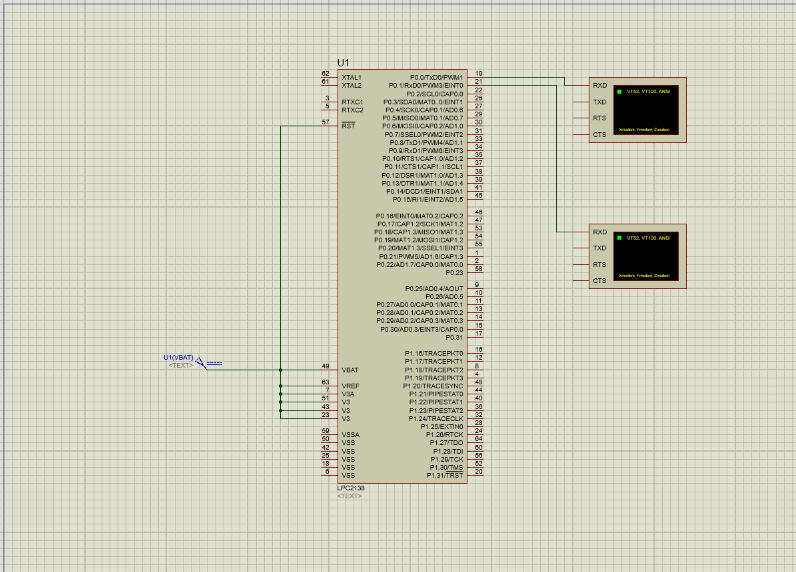 U1
62
XTAL1
61
XTAL2
3
RTXC1
5
RTXC2
57
RST
U1(VBAT)
<TEXT>
49
VBAT
63
VREF
7
V3A
51
V3
43
V3
23
V3
59
VSSA
50
VSS
42
VSS
25
VSS
18
VSS
6
VSS
P0.0/TxD0/PWM1
19
P0.1/RxD0/PWM3/EINT0
21
P0.2/SCL0/CAP0.0
22
P0.3/SDA0/MAT0.0/EINT1
26
P0.4/SCK0/CAP0.1/AD0.6
27
P0.5/MISO0/MAT0.1/AD0.7
29
P0.6/MOSI0/CAP0.2/AD1.0
30
P0.7/SSEL0/PWM2/EINT2
31
P0.8/TxD1/PWM4/AD1.1
33
P0.9/RxD1/PWM6/EINT3
34
P0.10/RTS1/CAP1.0/AD1.2
35
P0.11/CTS1/CAP1.1/SCL1
37
P0.12/DSR1/MAT1.0/AD1.3
38
P0.13/DTR1/MAT1.1/AD1.4
39
P0.14/DCD1/EINT1/SDA1
41
P0.15/RI1/EINT2/AD1.5
45
P0.16/EINT0/MAT0.2/CAP0.2
46
P0.17/CAP1.2/SCK1/MAT1.2
47
P0.18/CAP1.3/MISO1/MAT1.3
53
P0.19/MAT1.2/MOSI1/CAP1.2
54
P0.20/MAT1.3/SSEL1/EINT3
55
P0.21/PWM5/AD1.6/CAP1.3
1
P0.22/AD1.7/CAP0.0/MAT0.0
2
P0.23
58
P0.25/AD0.4/AOUT
9
P0.26/AD0.5
10
P0.27/AD0.0/CAP0.1/MAT0.1
11
P0.28/AD0.1/CAP0.2/MAT0.2
13
P0.29/AD0.2/CAP0.3/MAT0.3
14
P0.30/AD0.3/EINT3/CAP0.0
15
P0.31
17
P1.16/TRACEPKT0
16
P1.17/TRACEPKT1
12
P1.18/TRACEPKT2
8
P1.19/TRACEPKT3
4
P1.20/TRACESYNC
48
P1.21/PIPESTAT0
44
P1.22/PIPESTAT1
40
P1.23/PIPESTAT2
36
P1.24/TRACECLK
32
P1.25/EXTIN0
28
P1.26/RTCK
24
P1.27/TDO
64
P1.28/TDI
60
P1.29/TCK
56
P1.30/TMS
52
P1.31/TRST
20
LPC2138
<TEXT>
RXD
TXD
RTS
CTS
VT52, VT100, ANSI
Xmodem, Ymodem, Zmodem
RXD
TXD
RTS
CTS
VT52, VT100, ANSI
Xmodem, Ymodem, Zmodem